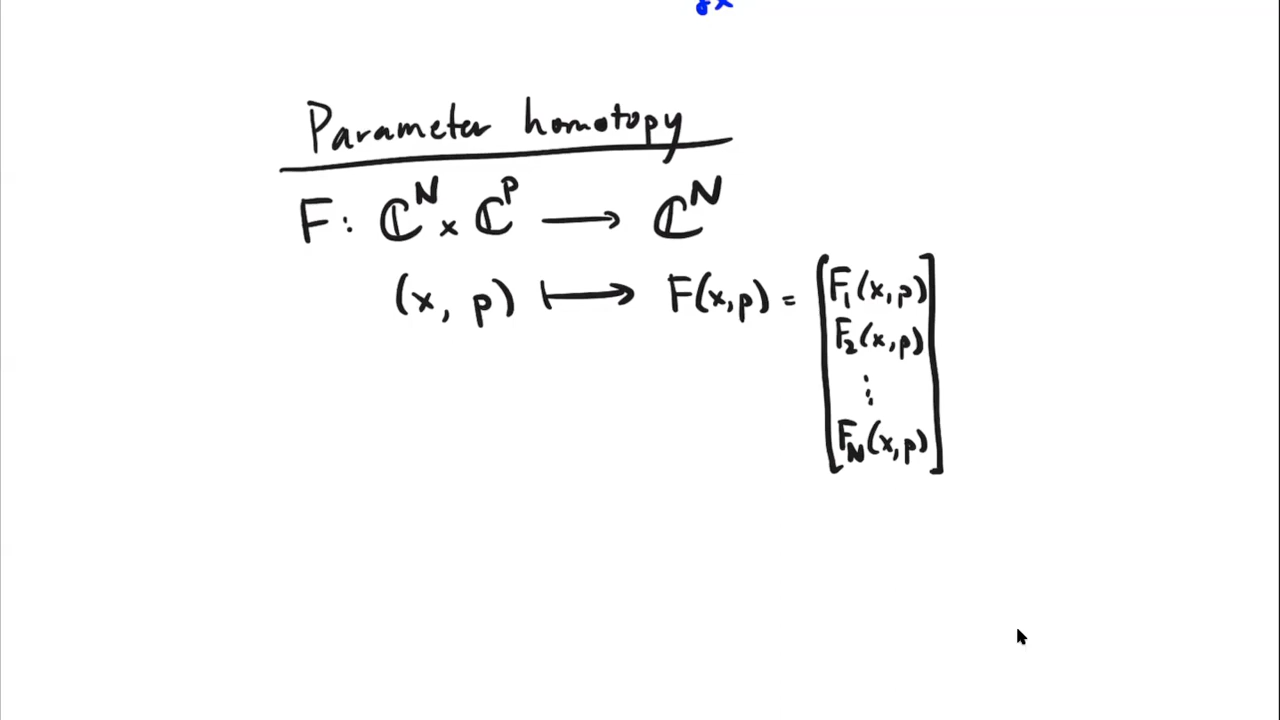 Parameter homotopy
F: ℂ^N × ℂ^P ⟶ ℂ^N
(x, p) ⟼ F(x,p) = [F₁(x,p)
F₂(x,p)
⋮
F_N(x,p)]